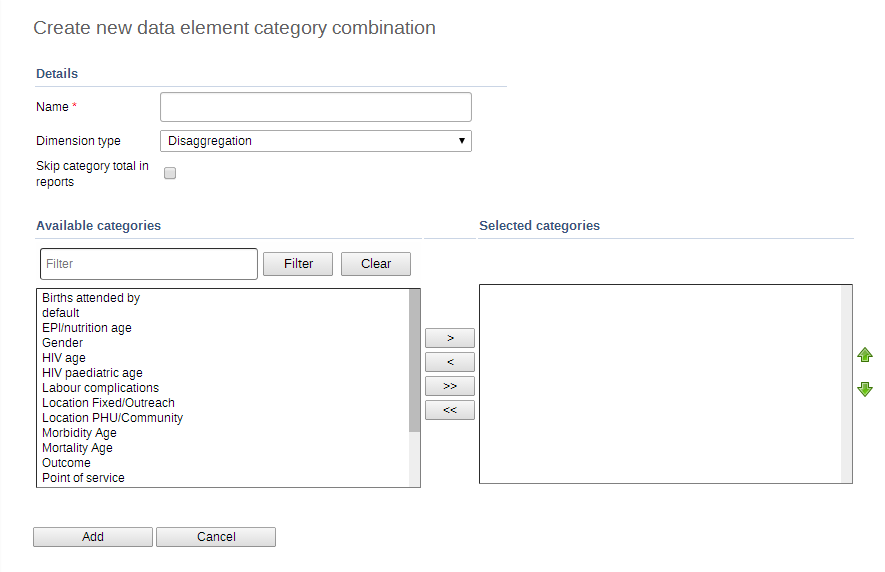 Create new data element category combination
Details
Name *
Dimension type
Disaggregation
Skip category total in
reports
Available categories
Selected categories
Filter
Filter
Clear
Births attended by
default
EPI/nutrition age
Gender
HIV age
HIV paediatric age
Labour complications
Location Fixed/Outreach
Location PHU/Community
Morbidity Age
Mortality Age
Outcome
Point of service
>
<
>>
<<
Add
Cancel